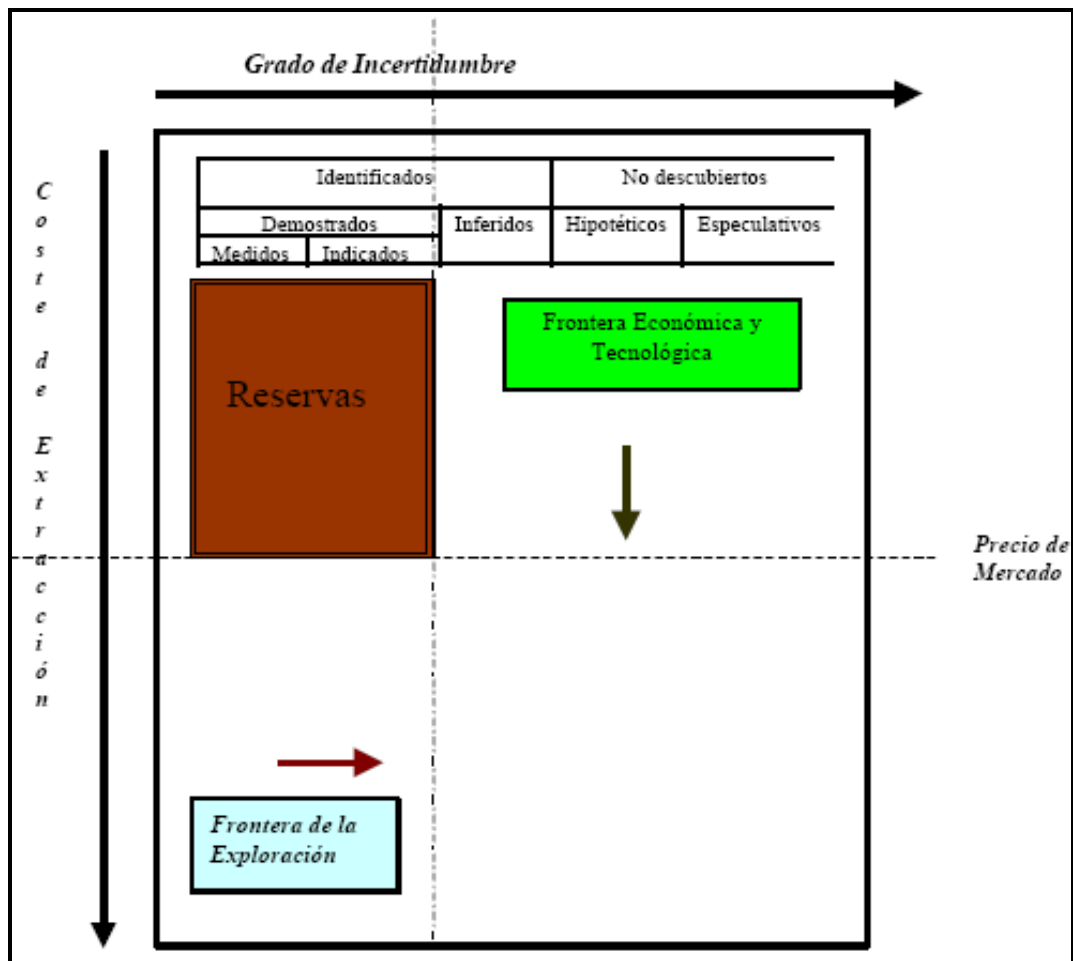 Grado de Incertidumbre
Coste de Extracción
Identificados
No descubiertos
Demostrados
Inferidos
Hipotéticos
Especulativos
Medidos
Indicados
Reservas
Frontera Económica y
Tecnológica
Precio de
Mercado
Frontera de la
Exploración